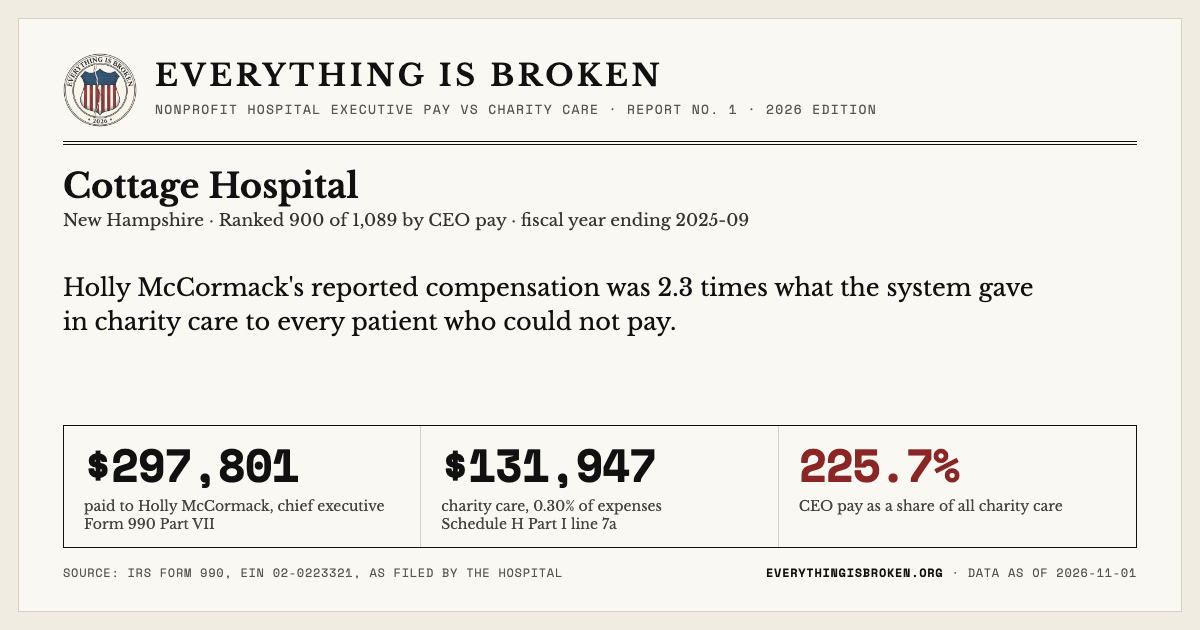 EVERYTHING IS BROKEN
2026
EVERYTHING IS BROKEN
NONPROFIT HOSPITAL EXECUTIVE PAY VS CHARITY CARE · REPORT NO. 1 · 2026 EDITION
Cottage Hospital
New Hampshire · Ranked 900 of 1,089 by CEO pay · fiscal year ending 2025-09
Holly McCormack's reported compensation was 2.3 times what the system gave
in charity care to every patient who could not pay.
$297,801
paid to Holly McCormack, chief executive
Form 990 Part VII
$131,947
charity care, 0.30% of expenses
Schedule H Part I line 7a
225.7%
CEO pay as a share of all charity care
SOURCE: IRS FORM 990, EIN 02-0223321, AS FILED BY THE HOSPITAL
EVERYTHINGISBROKEN.ORG · DATA AS OF 2026-11-01